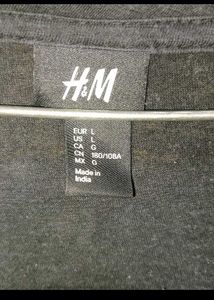 H&M
EUR L
US L
CA G
CN 180/108A
MX G
Made in
India